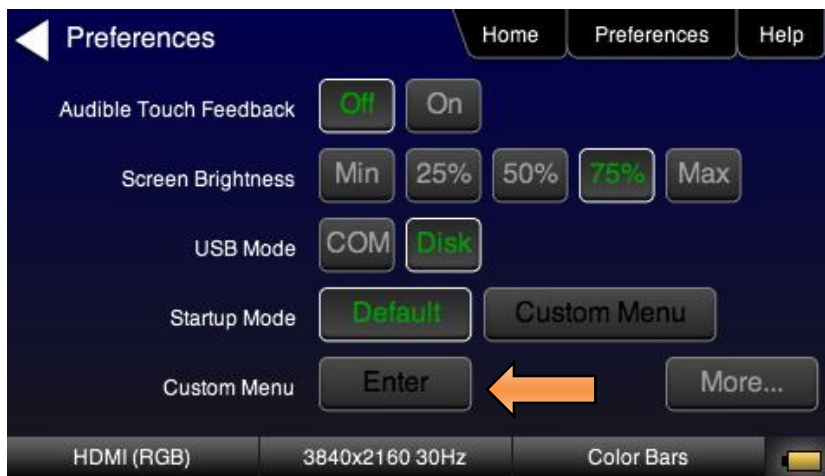 Preferences Home Preferences Help
Audible Touch Feedback Off On
Screen Brightness Min 25% 50% 75% Max
USB Mode COM Disk
Startup Mode Default Custom Menu
Custom Menu Enter More...
HDMI (RGB) 3840x2160 30Hz Color Bars